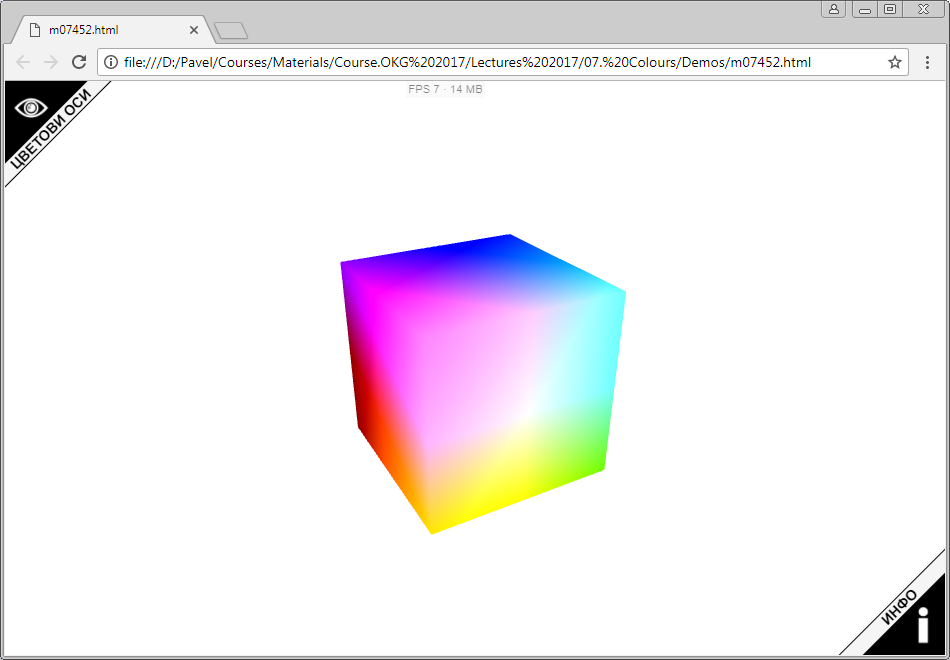 m07452.html
file:///D:/Pavel/Courses/Materials/Course.OKG%202017/Lectures%202017/07.%20Colours/Demos/m07452.html
FPS 7 · 14 MB
ЦВЕТОВИ ОСИ
ИНФО
i